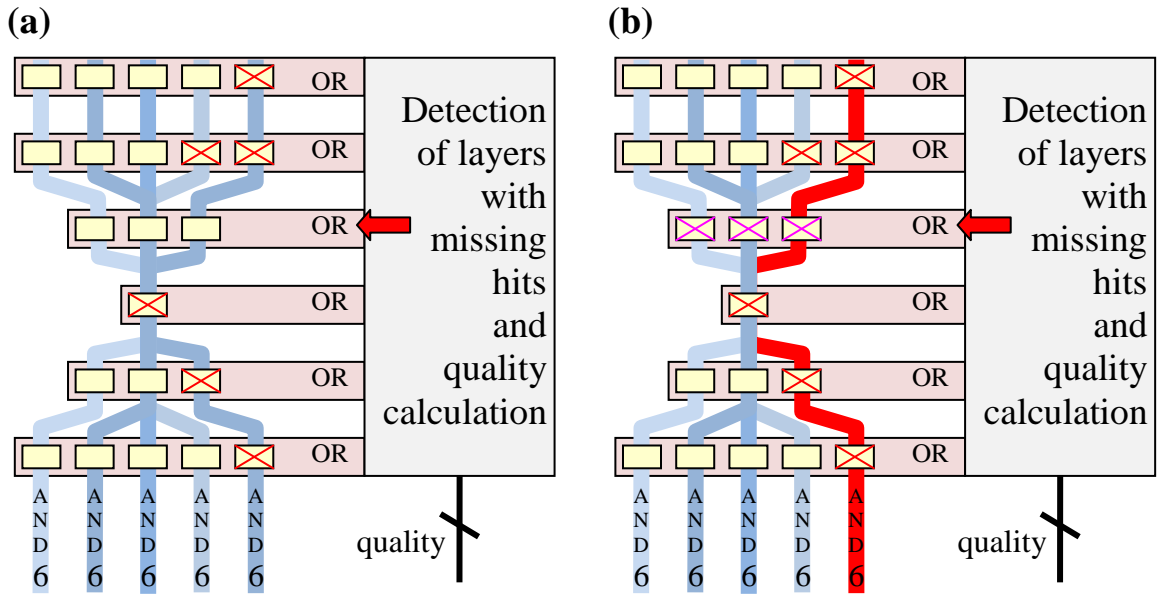 (a)
OR
OR
OR
OR
OR
OR
Detection
of layers
with
missing
hits
and
quality
calculation
AND6
AND6
AND6
AND6
AND6
quality
(b)
OR
OR
OR
OR
OR
OR
Detection
of layers
with
missing
hits
and
quality
calculation
AND6
AND6
AND6
AND6
AND6
quality